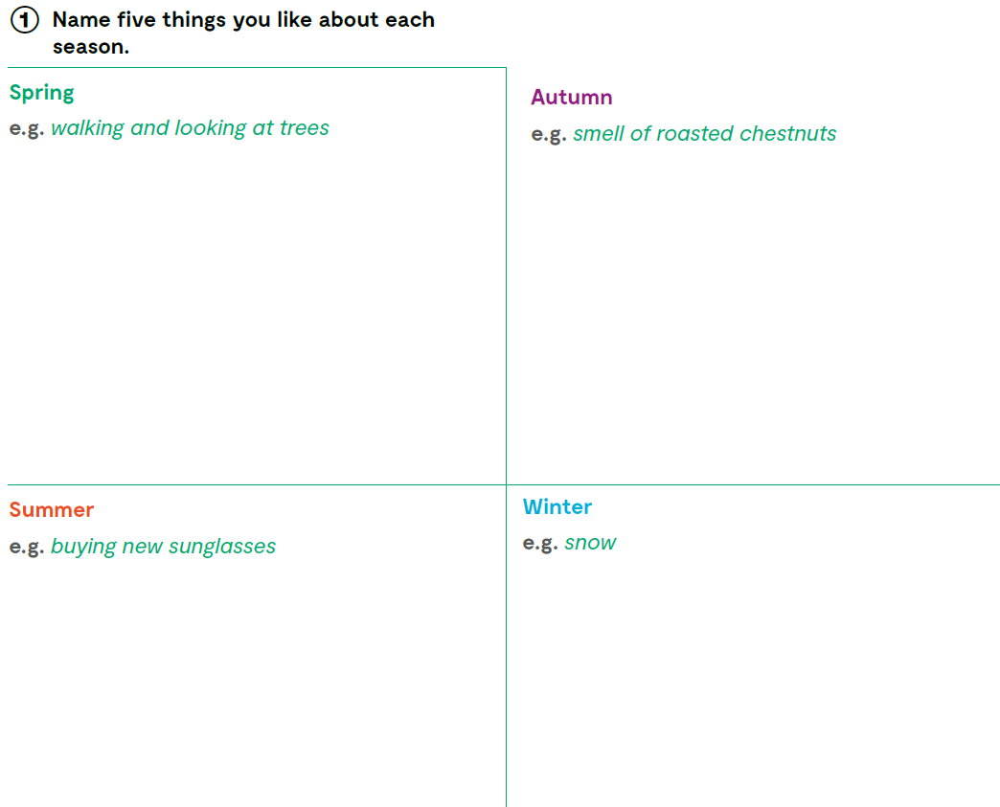 1 Name five things you like about each
season.
Spring
e.g. walking and looking at trees
Autumn
e.g. smell of roasted chestnuts
Summer
e.g. buying new sunglasses
Winter
e.g. snow